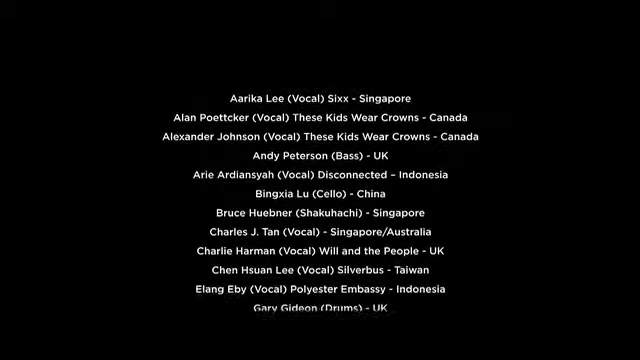 Aarika Lee (Vocal) Sixx - Singapore
Alan Poettcker (Vocal) These Kids Wear Crowns - Canada
Alexander Johnson (Vocal) These Kids Wear Crowns - Canada
Andy Peterson (Bass) - UK
Arie Ardiansyah (Vocal) Disconnected – Indonesia
Bingxia Lu (Cello) - China
Bruce Huebner (Shakuhachi) - Singapore
Charles J. Tan (Vocal) - Singapore/Australia
Charlie Harman (Vocal) Will and the People - UK
Chen Hsuan Lee (Vocal) Silverbus - Taiwan
Elang Eby (Vocal) Polyester Embassy - Indonesia
Gary Gideon (Drums) - UK